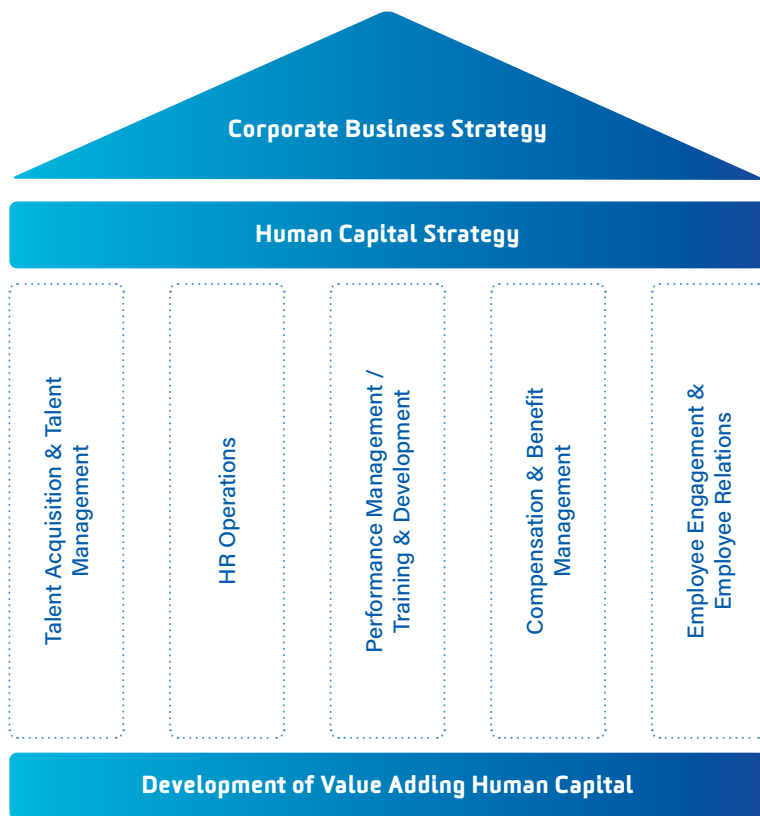 Corporate Business Strategy
Human Capital Strategy
Talent Acquisition & Talent
Management
HR Operations
Performance Management /
Training & Development
Compensation & Benefit
Management
Employee Engagement &
Employee Relations
Development of Value Adding Human Capital